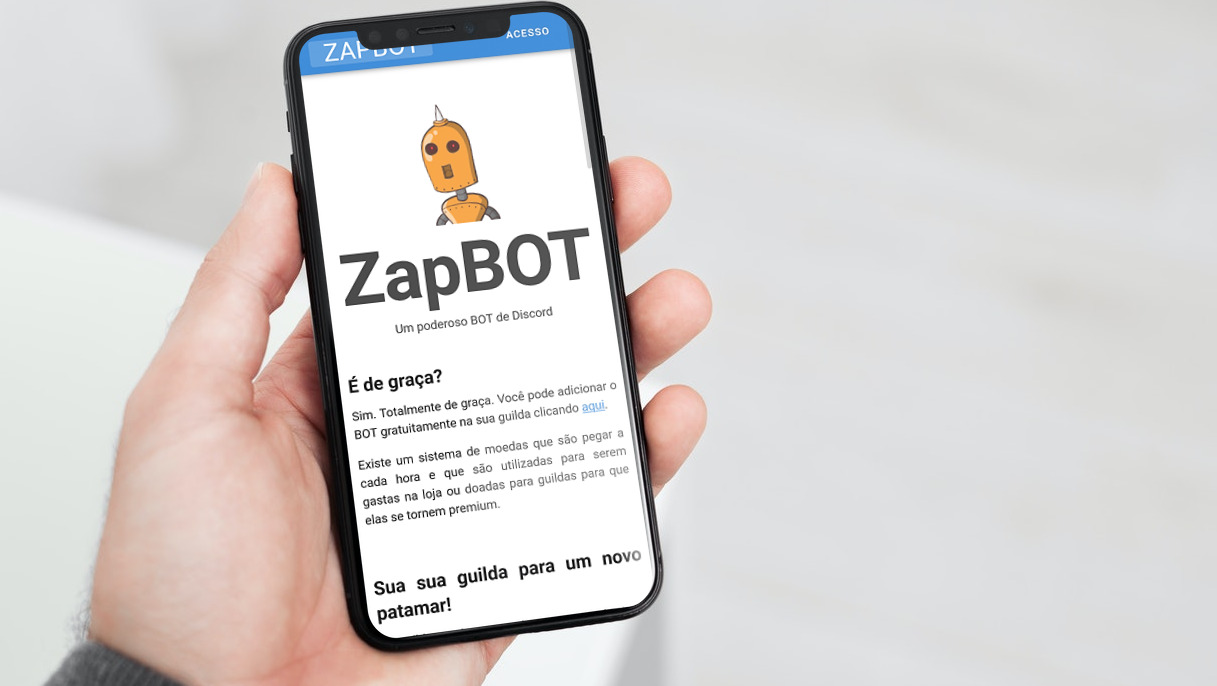 ZAPBOT
ACESSO
ZapBOT
Um poderoso BOT de Discord
É de graça?
Sim. Totalmente de graça. Você pode adicionar o
BOT gratuitamente na sua guilda clicando aqui.
Existe um sistema de moedas que são pegar a
cada hora e que são utilizadas para serem
gastas na loja ou doadas para guildas para que
elas se tornem premium.
Sua sua guilda para um novo
patamar!